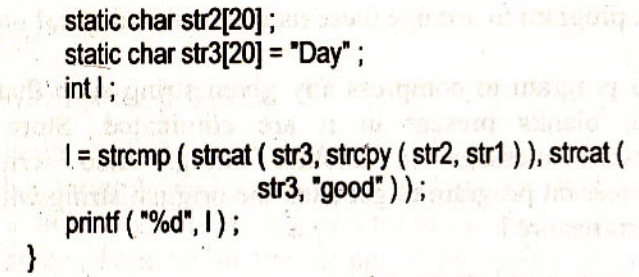 static char str2[20] ;
static char str3[20] = "Day" ;
int l ;
l = strcmp ( strcat ( str3, strcpy ( str2, str1 ) ), strcat (
str3, "good" ) ) ;
printf ( "%d", l ) ;
}